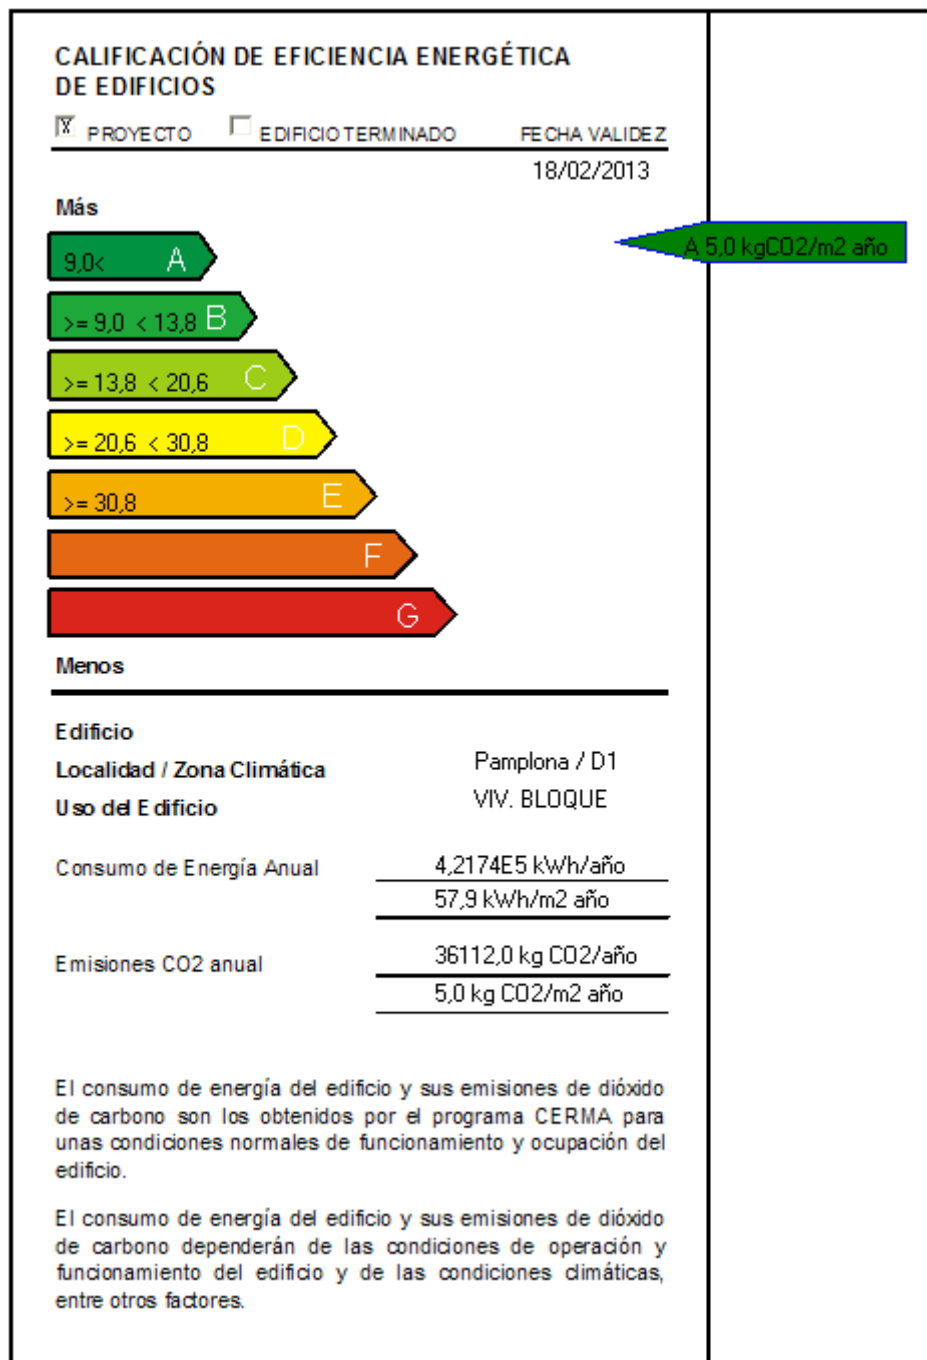 CALIFICACIÓN DE EFICIENCIA ENERGÉTICA
DE EDIFICIOS
X PROYECTO EDIFICIO TERMINADO FECHA VALIDEZ
18/02/2013
Más
9,0< A
A 5,0 kgCO2/m2 año
>= 9,0 < 13,8 B
>= 13,8 < 20,6 C
>= 20,6 < 30,8 D
>= 30,8 E
F
G
Menos
Edificio
Localidad / Zona Climática Pamplona / D1
Uso del Edificio VIV. BLOQUE
Consumo de Energía Anual 4,2174E5 kWh/año
57,9 kWh/m2 año
Emisiones CO2 anual 36112,0 kg CO2/año
5,0 kg CO2/m2 año
El consumo de energía del edificio y sus emisiones de dióxido
de carbono son los obtenidos por el programa CERMA para
unas condiciones normales de funcionamiento y ocupación del
edificio.
El consumo de energía del edificio y sus emisiones de dióxido
de carbono dependerán de las condiciones de operación y
funcionamiento del edificio y de las condiciones climáticas,
entre otros factores.